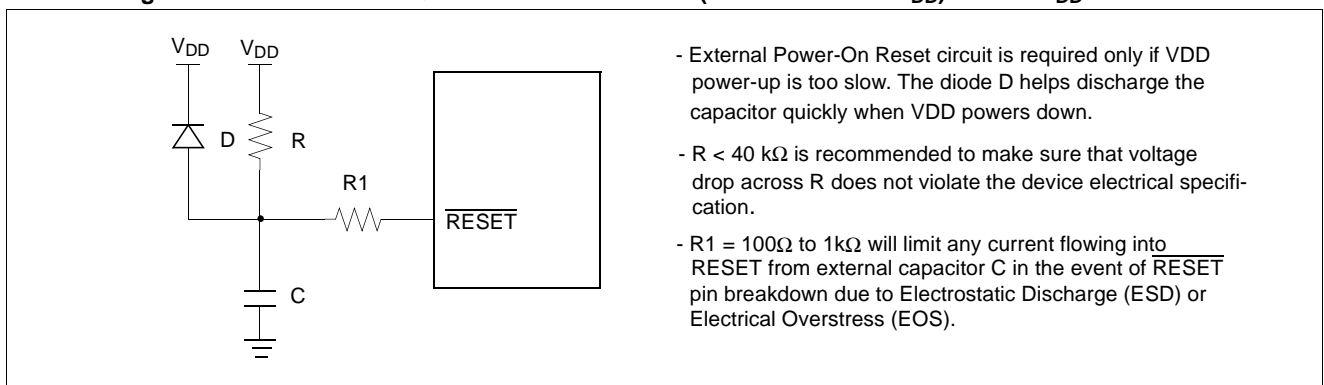 VDD VDD
D R
R1
RESET
C
- External Power-On Reset circuit is required only if VDD
power-up is too slow. The diode D helps discharge the
capacitor quickly when VDD powers down.
- R < 40 kΩ is recommended to make sure that voltage
drop across R does not violate the device electrical specifi-
cation.
- R1 = 100Ω to 1kΩ will limit any current flowing into
RESET from external capacitor C in the event of RESET
pin breakdown due to Electrostatic Discharge (ESD) or
Electrical Overstress (EOS).